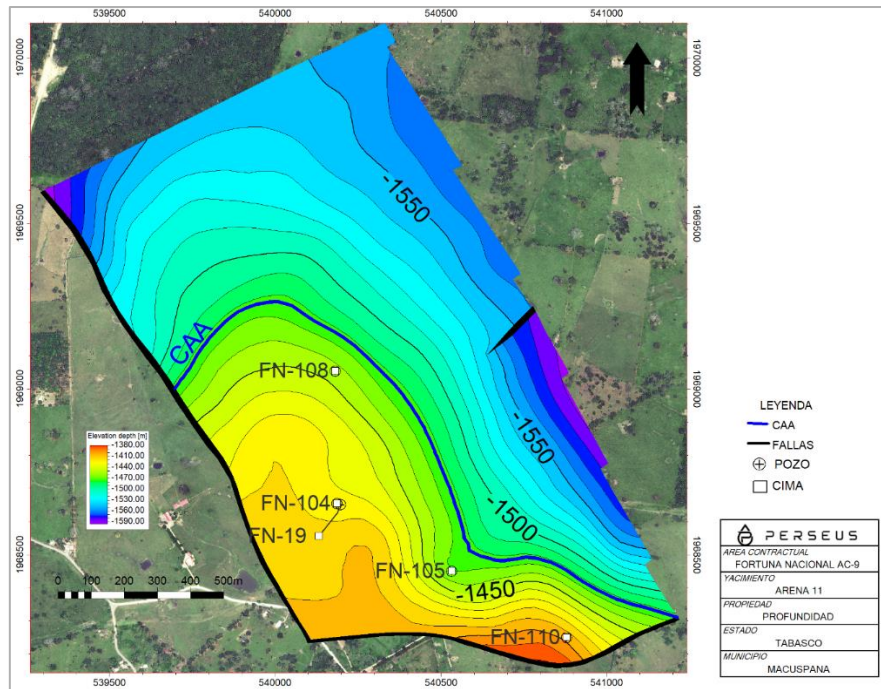 539500 540000 540500 541000
1970000
1970000
-1550
1969500
1969500
CAA
FN-108
1969000
1969000
-1550
Elevation depth [m]
-1380.00
-1410.00
-1440.00
-1470.00
-1500.00
-1530.00
-1560.00
-1590.00
FN-104
FN-19
-1500
1968500
1968500
FN-105
-1450
0 100 200 300 400 500m
FN-110
539500 540000 540500 541000
LEYENDA
CAA
FALLAS
POZO
CIMA
PERSEUS
AREA CONTRACTUAL
FORTUNA NACIONAL AC-9
YACIMIENTO
ARENA 11
PROPIEDAD
PROFUNDIDAD
ESTADO
TABASCO
MUNICIPIO
MACUSPANA